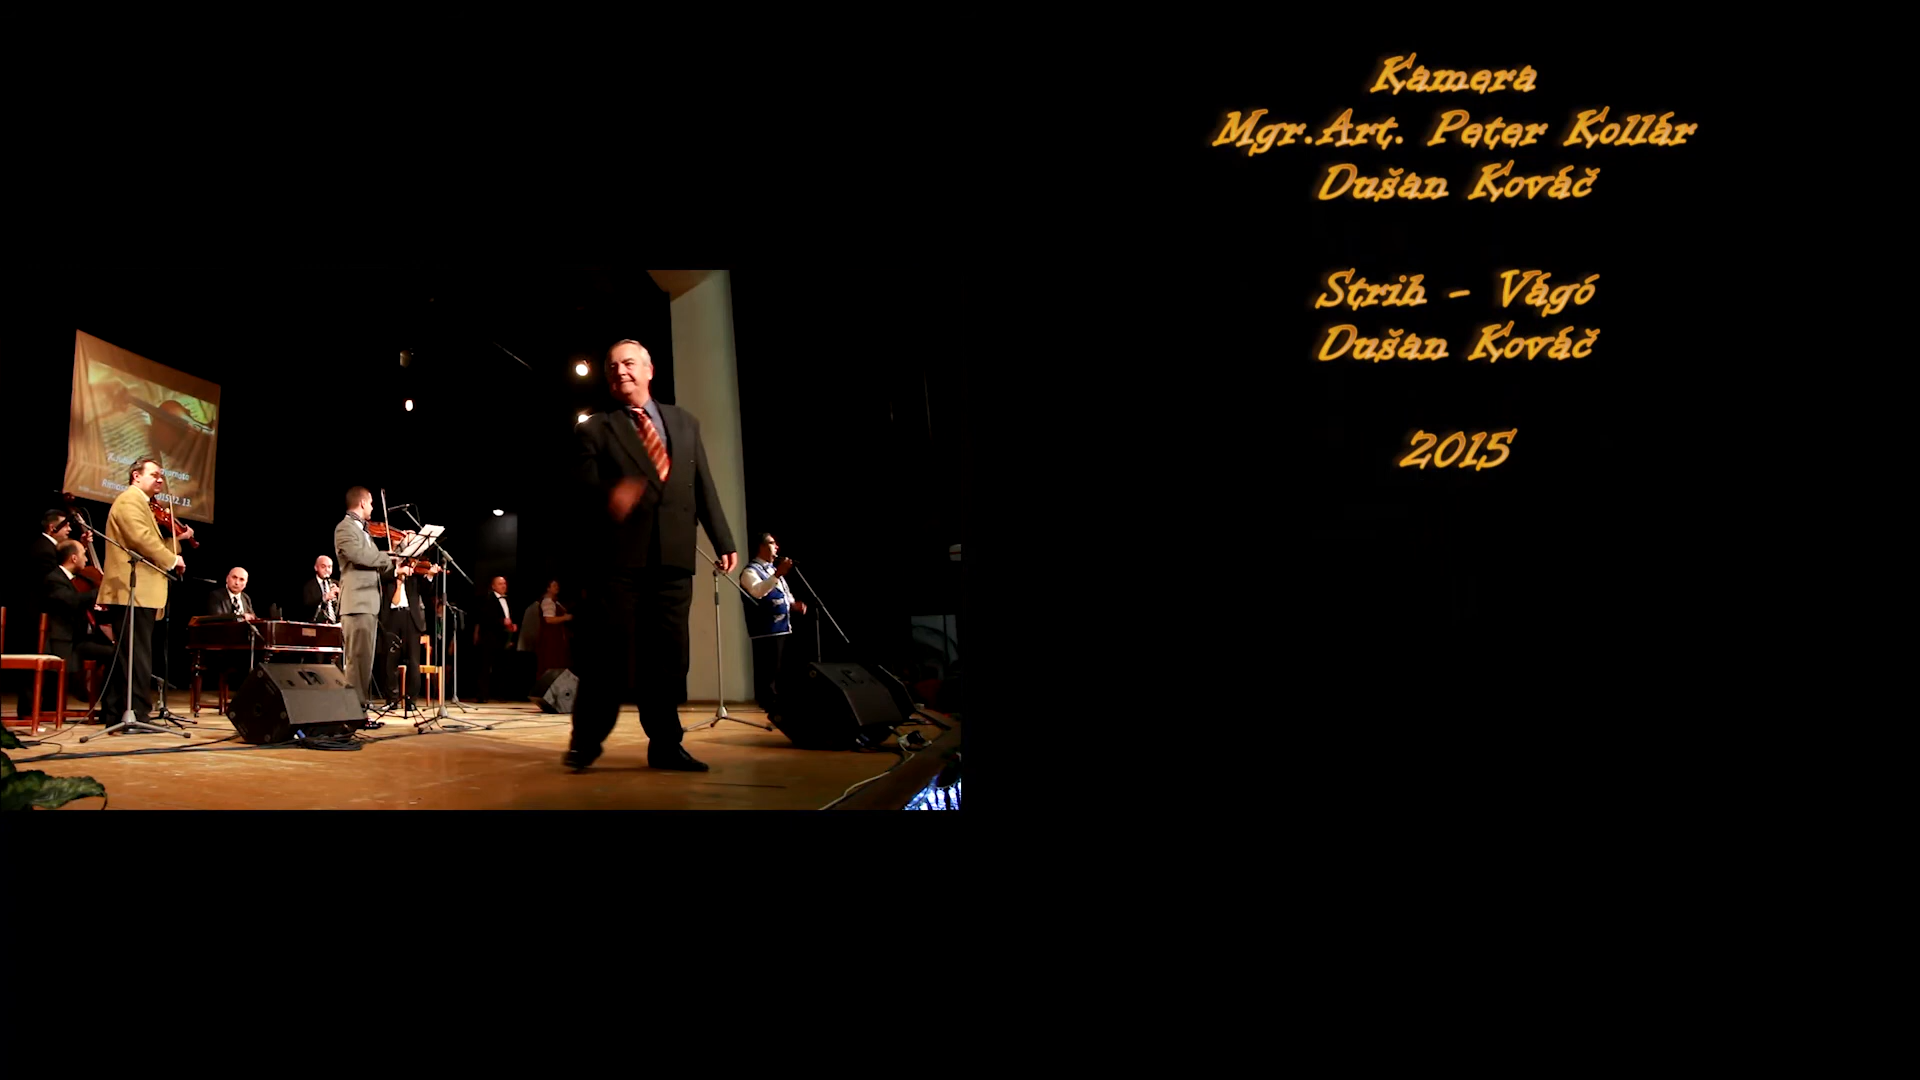 Kamera
Mgr.Art. Peter Kollár
Dušan Kováč
Strih - Vágó
Dušan Kováč
2015